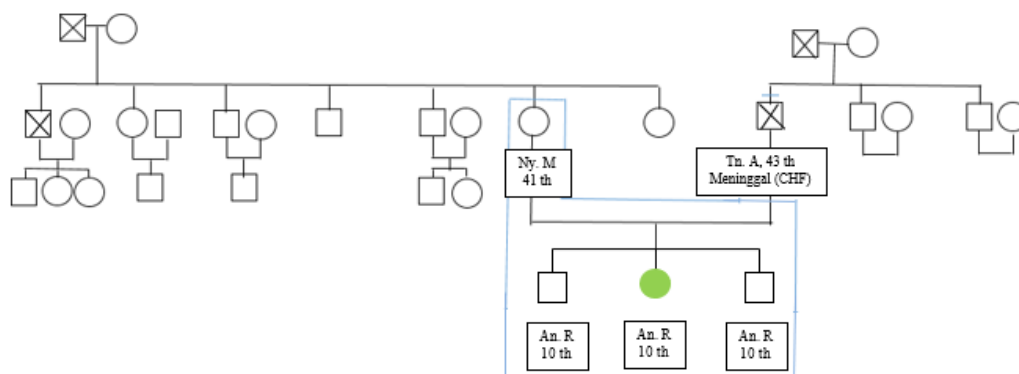 Ny. M
41 th
Tn. A, 43 th
Meninggal (CHF)
An. R
10 th
An. R
10 th
An. R
10 th